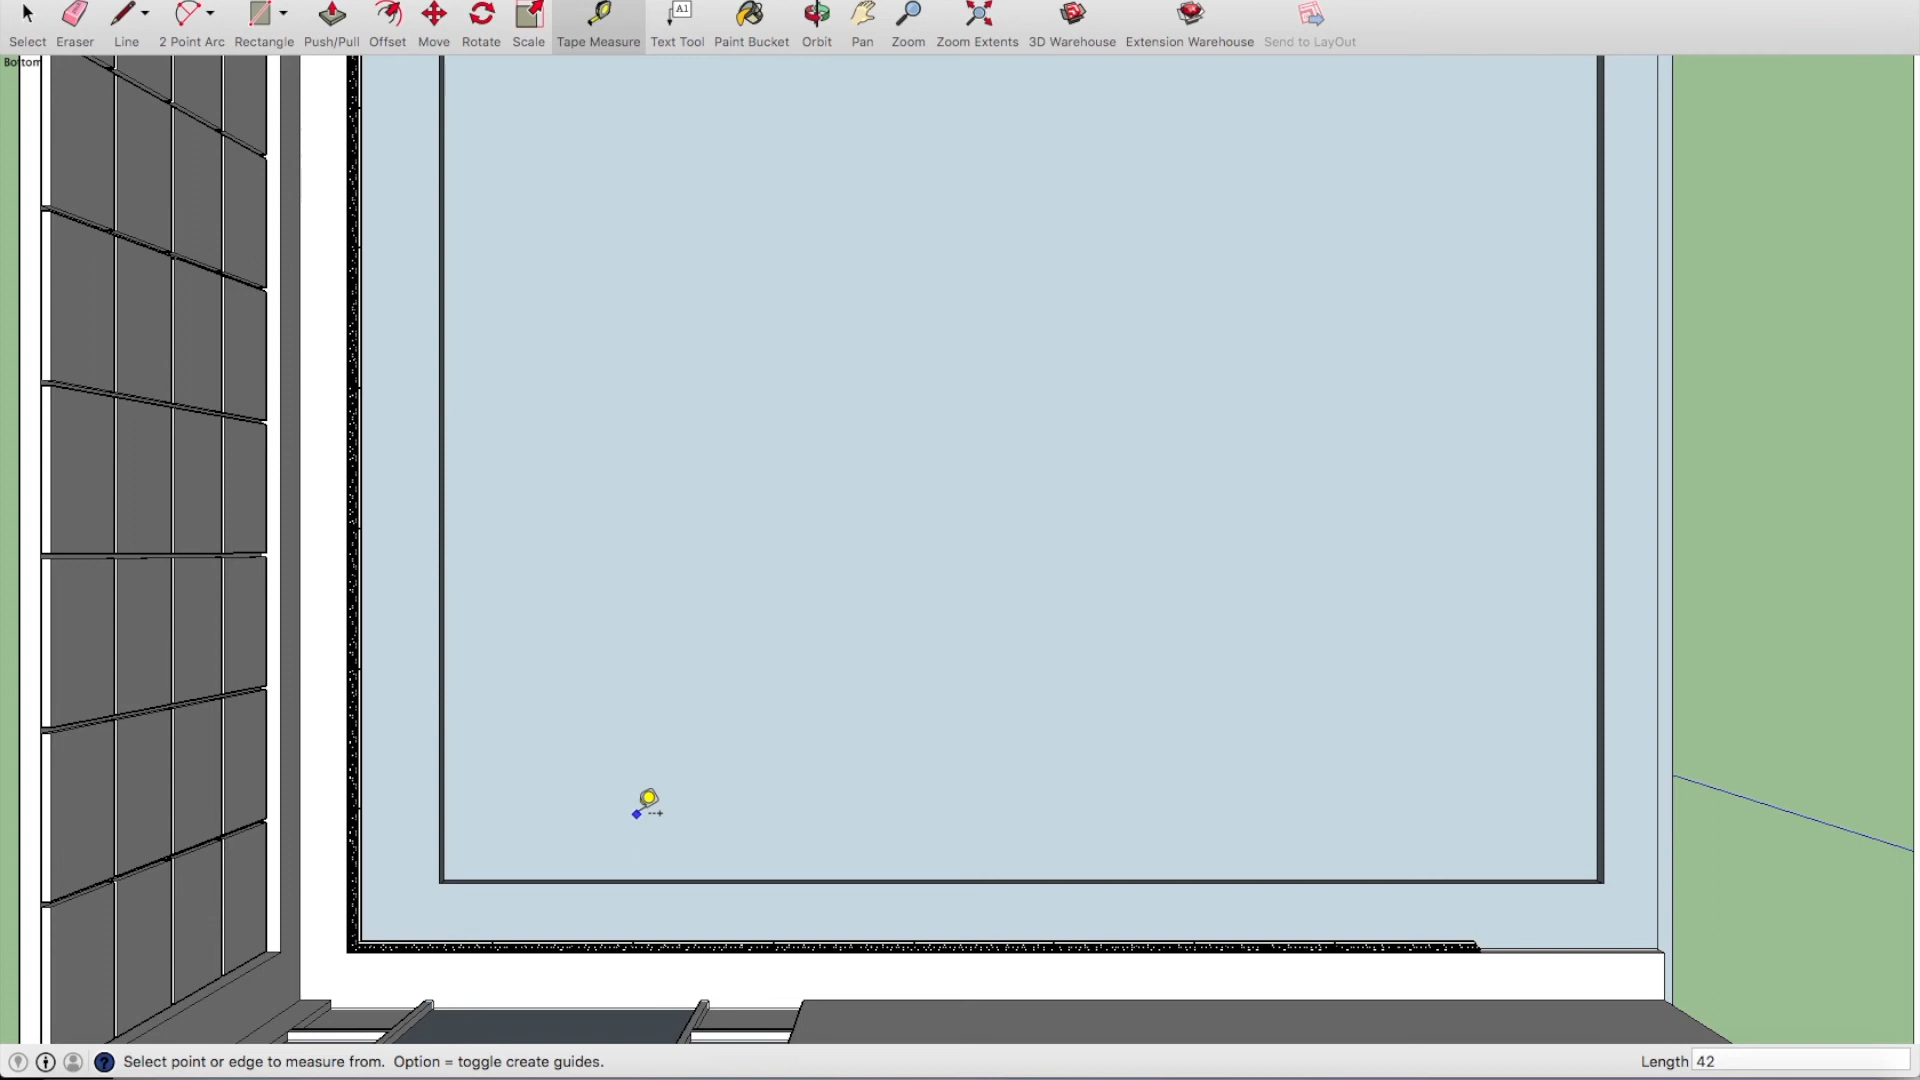 Select Eraser Line 2 Point Arc Rectangle Push/Pull Offset Move Rotate Scale Tape Measure Text Tool Paint Bucket Orbit Pan Zoom Zoom Extents 3D Warehouse Extension Warehouse Send to LayOut
A1
Bottom
Select point or edge to measure from. Option = toggle create guides.
Length 42